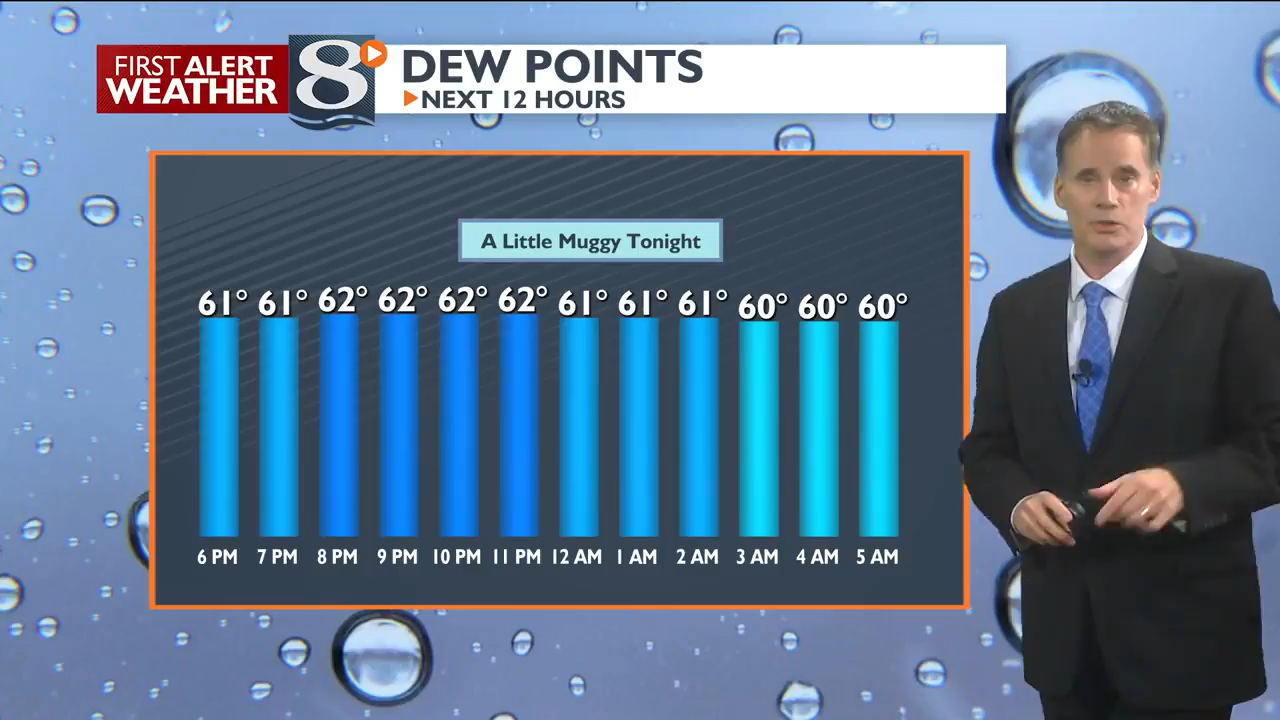 FIRST ALERT
WEATHER
8
DEW POINTS
NEXT 12 HOURS
A Little Muggy Tonight
61° 61° 62° 62° 62° 62° 61° 61° 61° 60° 60° 60°
6 PM 7 PM 8 PM 9 PM 10 PM 11 PM 12 AM 1 AM 2 AM 3 AM 4 AM 5 AM